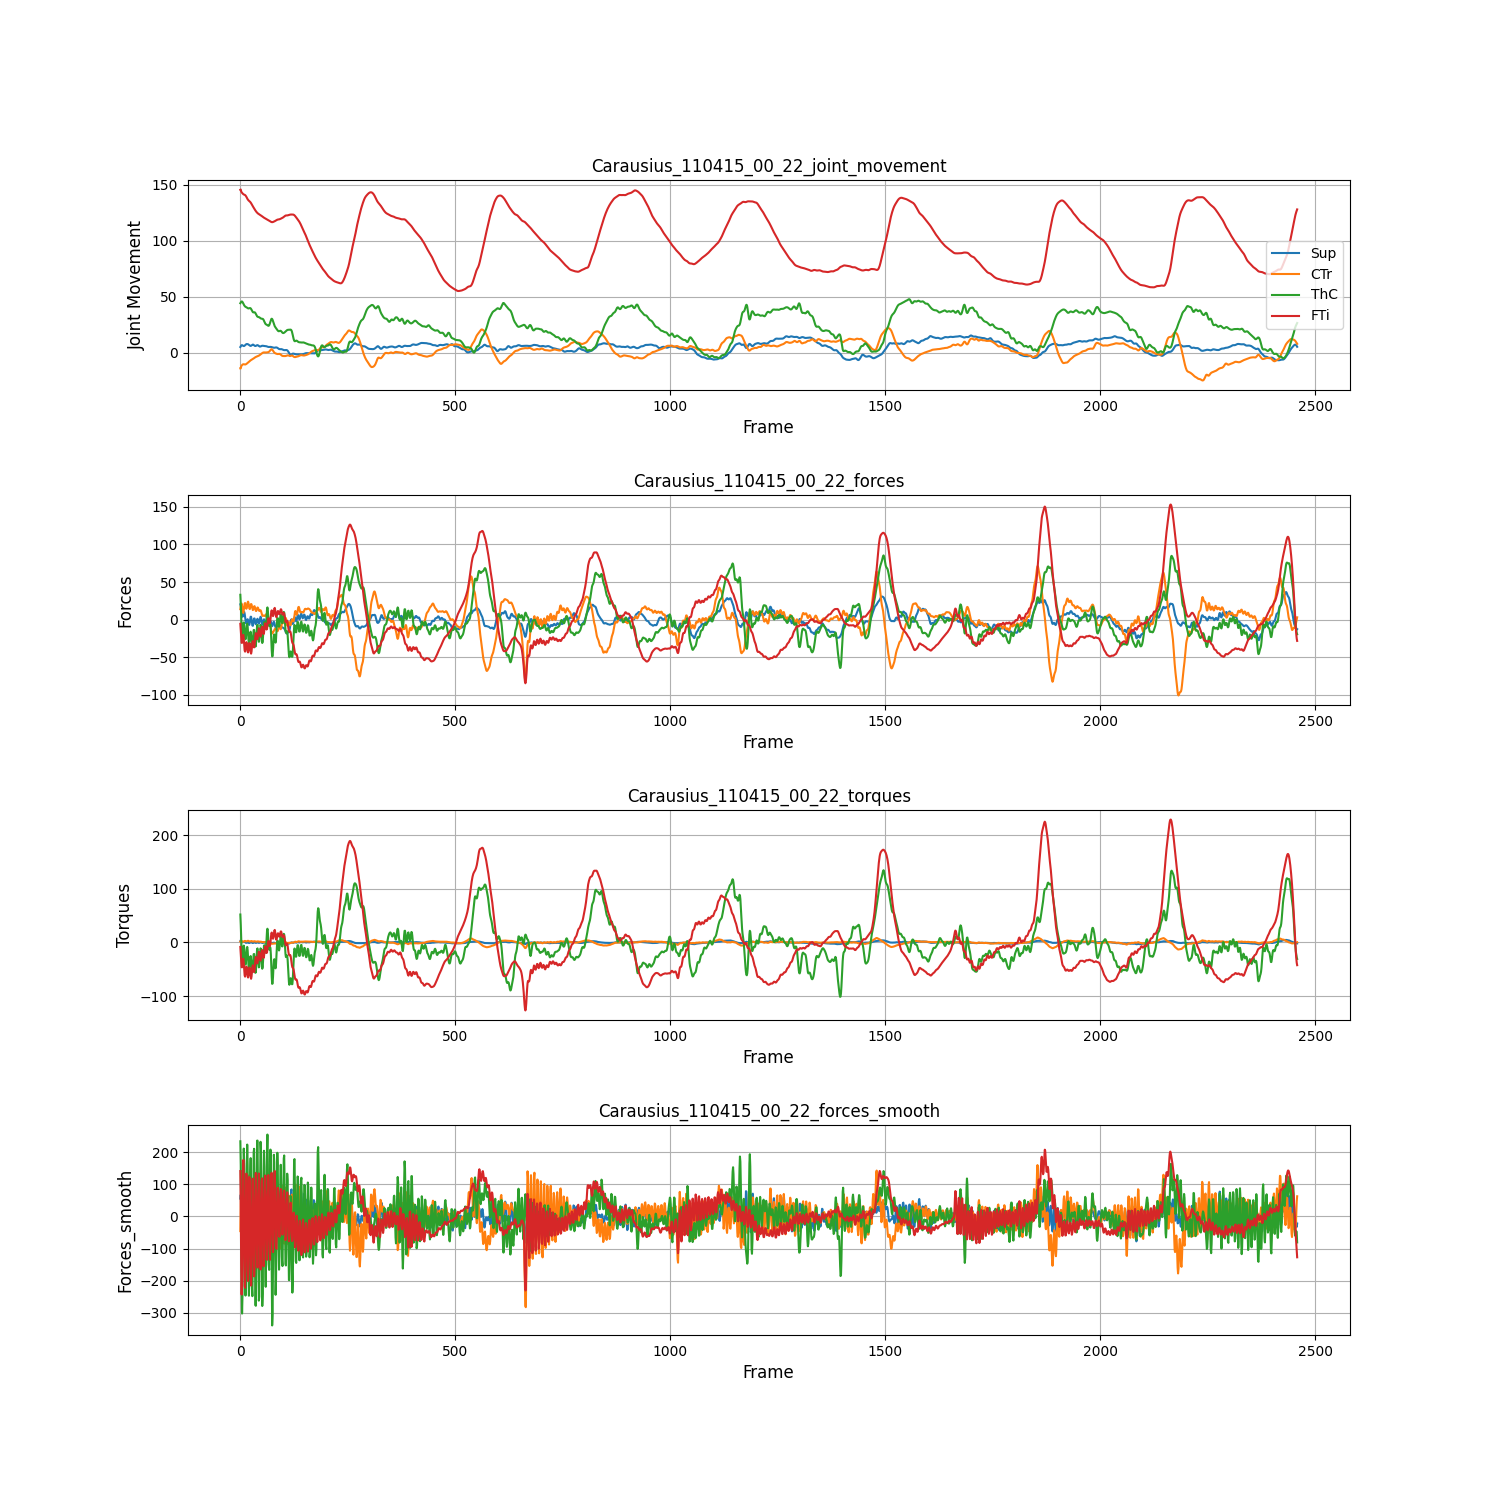 Carausius_110415_00_22_joint_movement
Joint Movement
150
100
50
0
0 500 1000 1500 2000 2500
Frame
Sup
CTr
ThC
FTi
Carausius_110415_00_22_forces
Forces
150
100
50
0
−50
−100
0 500 1000 1500 2000 2500
Frame
Carausius_110415_00_22_torques
Torques
200
100
0
−100
0 500 1000 1500 2000 2500
Frame
Carausius_110415_00_22_forces_smooth
Forces_smooth
200
100
0
−100
−200
−300
0 500 1000 1500 2000 2500
Frame